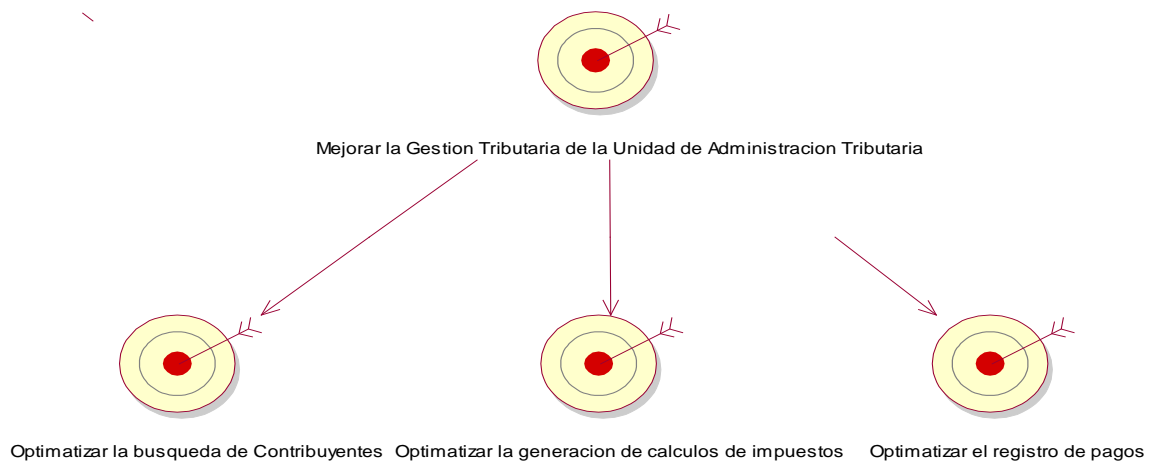 Mejorar la Gestion Tributaria de la Unidad de Administracion Tributaria
Optimatizar la busqueda de Contribuyentes
Optimatizar la generacion de calculos de impuestos
Optimatizar el registro de pagos